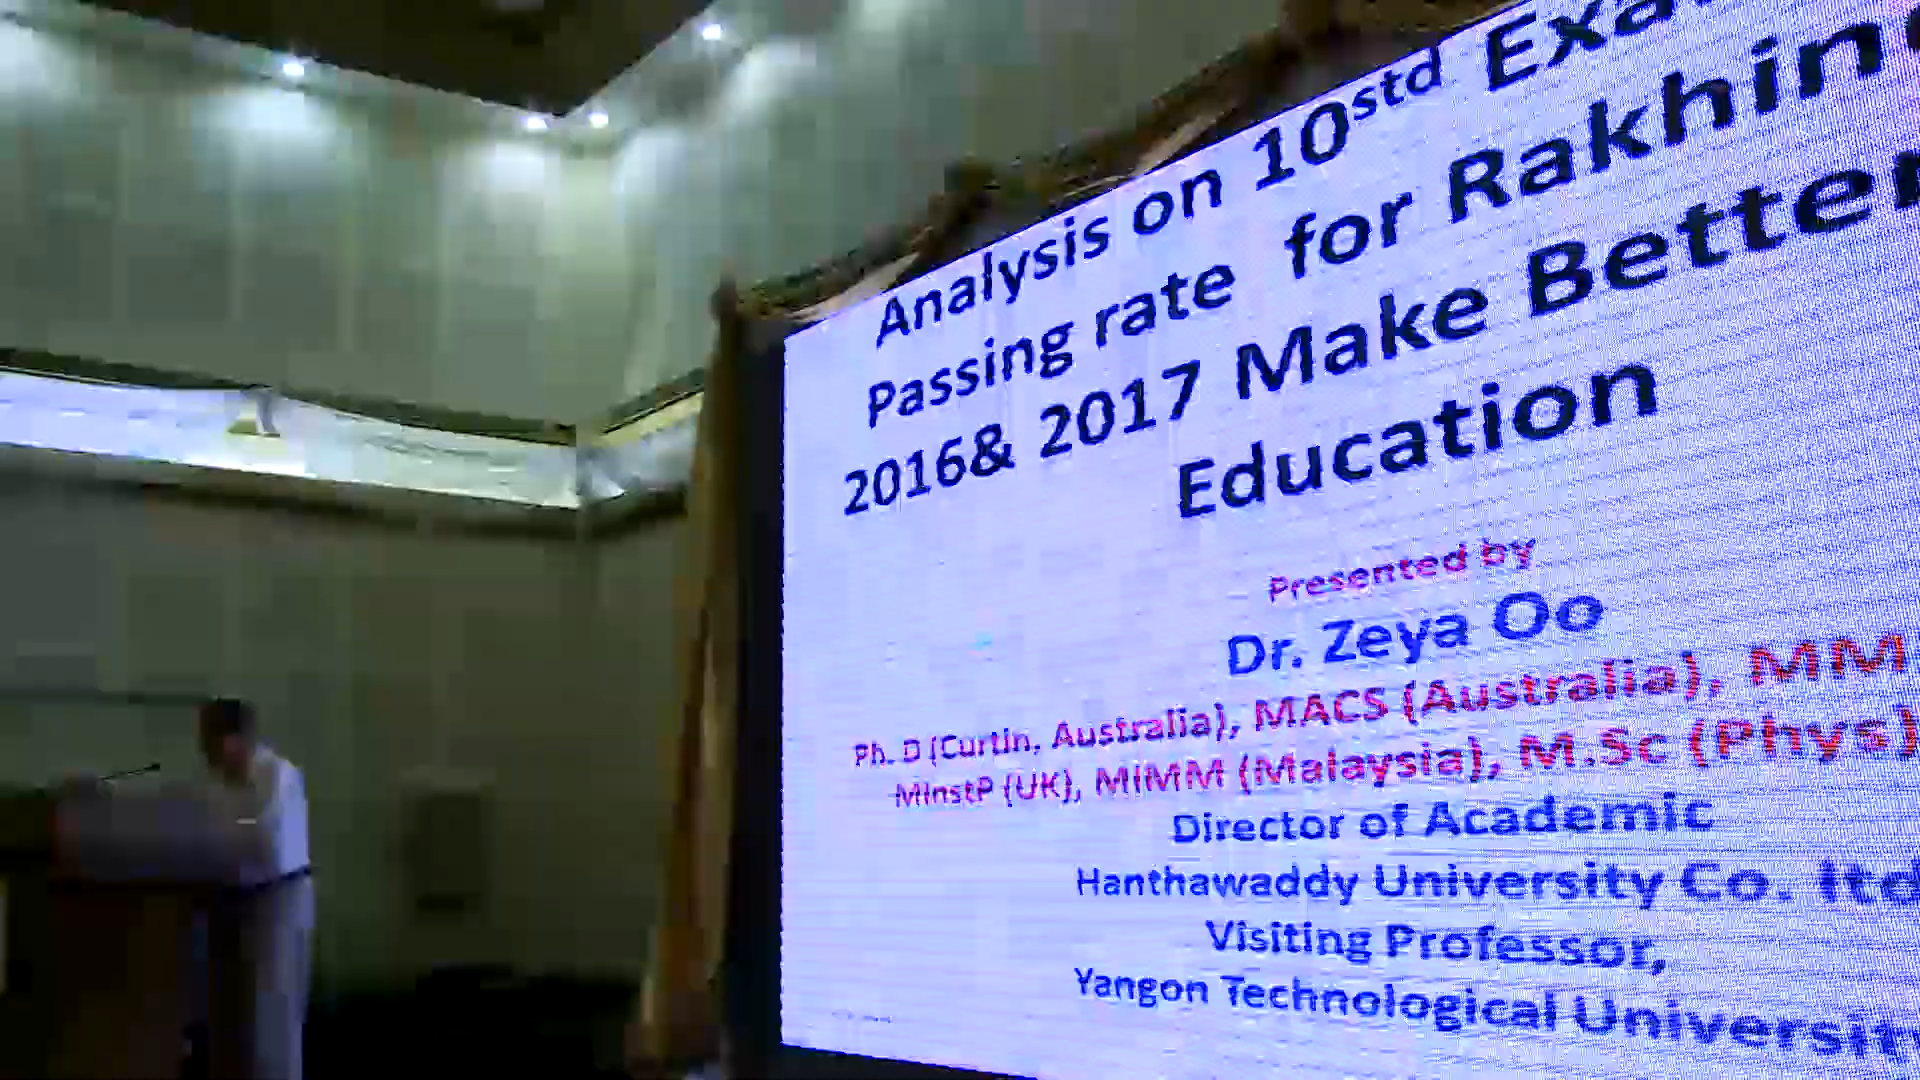 Analysis on 10std Exa
Passing rate for Rakhin
2016& 2017 Make Better
Education
Presented by
Dr. Zeya Oo
Ph. D (Curtin, Australia), MACS (Australia), MM
MInstP (UK), MIMM (Malaysia), M.Sc (Phys)
Director of Academic
Hanthawaddy University Co. ltd
Visiting Professor,
Yangon Technological Universit